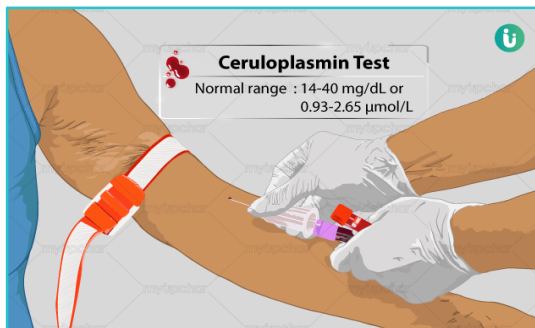 Ceruloplasmin Test
Normal range : 14-40 mg/dL or
0.93-2.65 µmol/L